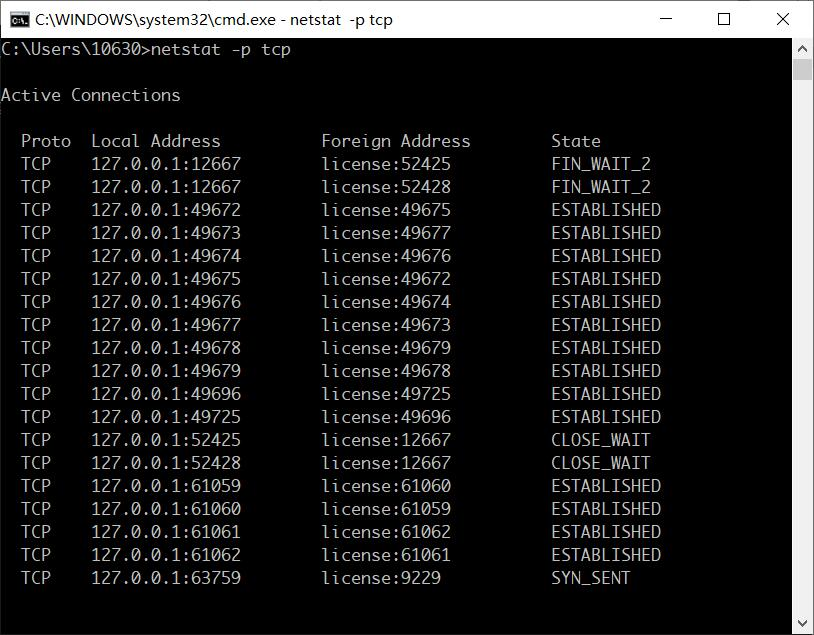 C:\WINDOWS\system32\cmd.exe - netstat  -p tcp
C:\Users\10630>netstat -p tcp
Active Connections
  Proto  Local Address          Foreign Address        State
  TCP    127.0.0.1:12667        license:52425          FIN_WAIT_2
  TCP    127.0.0.1:12667        license:52428          FIN_WAIT_2
  TCP    127.0.0.1:49672        license:49675          ESTABLISHED
  TCP    127.0.0.1:49673        license:49677          ESTABLISHED
  TCP    127.0.0.1:49674        license:49676          ESTABLISHED
  TCP    127.0.0.1:49675        license:49672          ESTABLISHED
  TCP    127.0.0.1:49676        license:49674          ESTABLISHED
  TCP    127.0.0.1:49677        license:49673          ESTABLISHED
  TCP    127.0.0.1:49678        license:49679          ESTABLISHED
  TCP    127.0.0.1:49679        license:49678          ESTABLISHED
  TCP    127.0.0.1:49696        license:49725          ESTABLISHED
  TCP    127.0.0.1:49725        license:49696          ESTABLISHED
  TCP    127.0.0.1:52425        license:12667          CLOSE_WAIT
  TCP    127.0.0.1:52428        license:12667          CLOSE_WAIT
  TCP    127.0.0.1:61059        license:61060          ESTABLISHED
  TCP    127.0.0.1:61060        license:61059          ESTABLISHED
  TCP    127.0.0.1:61061        license:61062          ESTABLISHED
  TCP    127.0.0.1:61062        license:61061          ESTABLISHED
  TCP    127.0.0.1:63759        license:9229           SYN_SENT